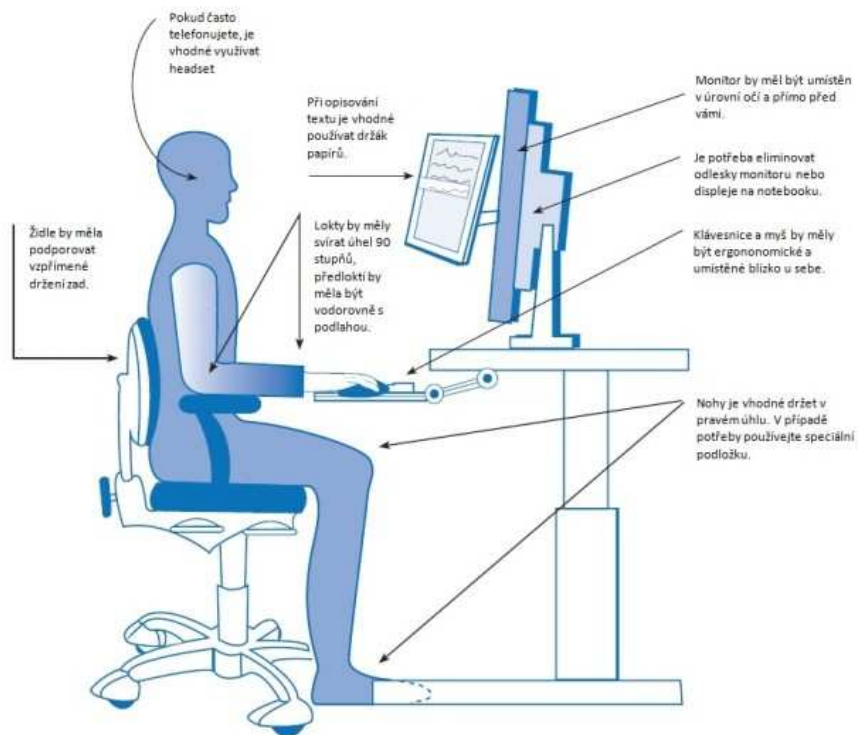 Pokud často
telefonujete, je
vhodné využívat
headset
Při opisování
textu je vhodné
používat držák
papírů.
Monitor by měl být umístěn
v úrovní očí a přímo před
vámi.
Je potřeba eliminovat
odlesky monitoru nebo
displeje na notebooku.
Židle by měla
podporovat
vzpřímené
držení zad.
Lokty by měly
svírat úhel 90
stupňů,
předloktí by
měla být
vodorovně s
podlahou.
Klávesnice a myš by měly
být ergononomické a
umístěné blízko u sebe.
Nohy je vhodné držet v
pravém úhlu. V případě
potřeby používejte speciální
podložku.